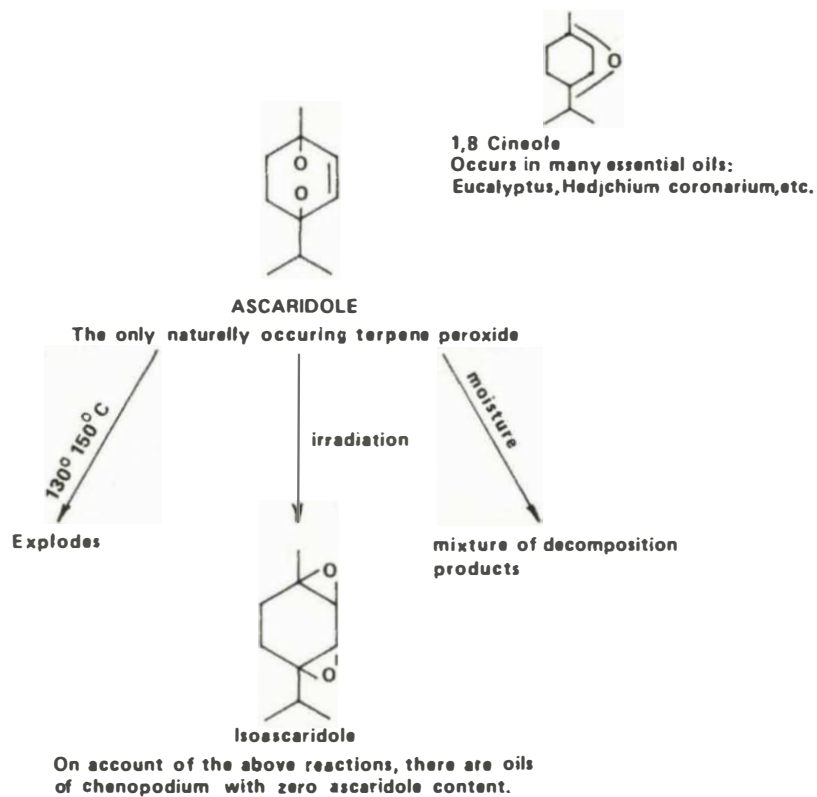 O
1,8 Cineole
Occurs in many essential oils:
Eucalyptus, Hedjchium coronarium, etc.
O
O
ASCARIDOLE
The only naturelly occuring terpene peroxide
130° 150° C
irradiation
moisture
Explodes
mixture of decomposition
products
O
O
Isoascaridole
On account of the above reactions, there are oils
of chenopodium with zero ascaridole content.